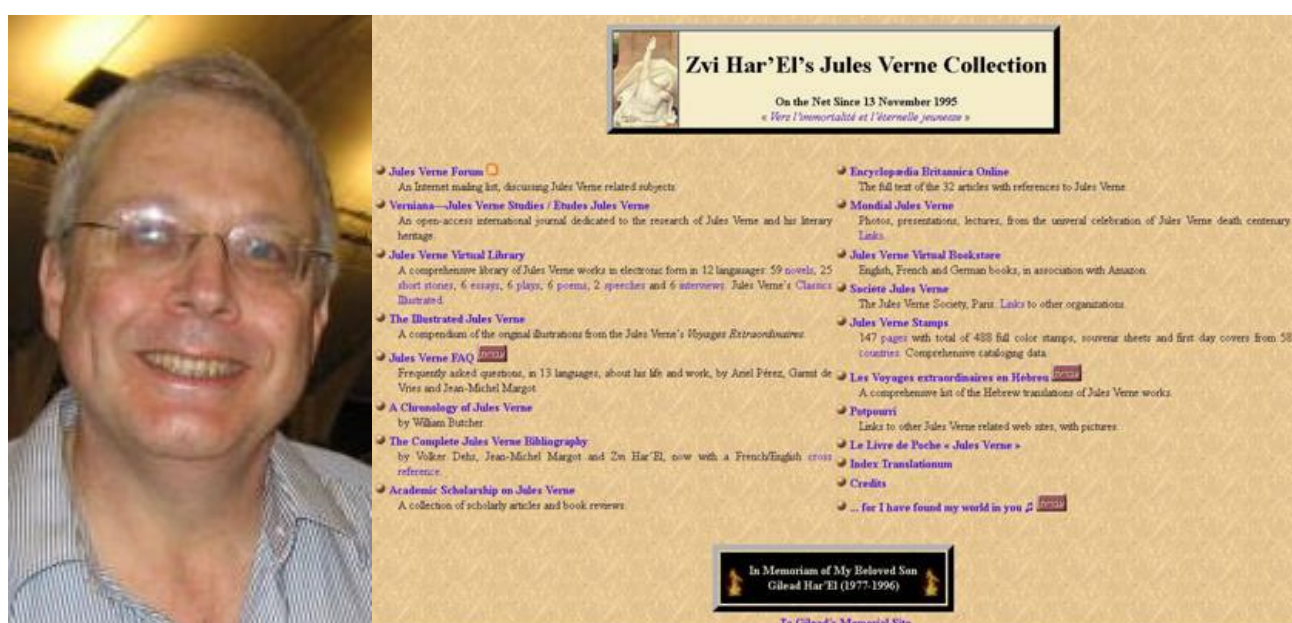 Zvi Har'El's Jules Verne Collection
On the Net Since 13 November 1995
« Vers l'immortalité et l'éternelle jeunesse »
Jules Verne Forum
An Internet mailing list, discussing Jules Verne related subjects.
Verniana—Jules Verne Studies / Etudes Jules Verne
An open-access international journal dedicated to the research of Jules Verne and his literary
heritage.
Jules Verne Virtual Library
A comprehensive library of Jules Verne works in electronic form in 12 languages: 59 novels, 25
short stories, 6 essays, 6 plays, 6 poems, 2 speeches and 6 interviews. Jules Verne's Classics
Illustrated.
The Illustrated Jules Verne
A compendium of the original illustrations from the Jules Verne's Voyages Extraordinaires.
Jules Verne FAQ עברית
Frequently asked questions, in 13 languages, about his life and work, by Ariel Pérez, Garmt de
Vries and Jean-Michel Margot.
A Chronology of Jules Verne
by William Butcher.
The Complete Jules Verne Bibliography
by Volker Dehs, Jean-Michel Margot and Zvi Har'El, now with a French/English cross
reference.
Academic Scholarship on Jules Verne
A collection of scholarly articles and book reviews.
Encyclopædia Britannica Online
The full text of the 32 articles with references to Jules Verne.
Mondial Jules Verne
Photos, presentations, lectures, from the univeral celebration of Jules Verne death centenary.
Links.
Jules Verne Virtual Bookstore
English, French and German books, in association with Amazon.
Société Jules Verne
The Jules Verne Society, Paris. Links to other organizations.
Jules Verne Stamps
147 pages with total of 488 full color stamps, souvenir sheets and first day covers from 58
countries. Comprehensive cataloging data.
Les Voyages extraordinaires en Hébreu עברית
A comprehensive list of the Hebrew translations of Jules Verne works.
Potpourri
Links to other Jules Verne related web sites, with pictures.
Le Livre de Poche « Jules Verne »
Index Translationum
Credits
... for I have found my world in you ♫ עברית
In Memoriam of My Beloved Son
Gilead Har'El (1977-1996)
To Gilead's Memorial Site